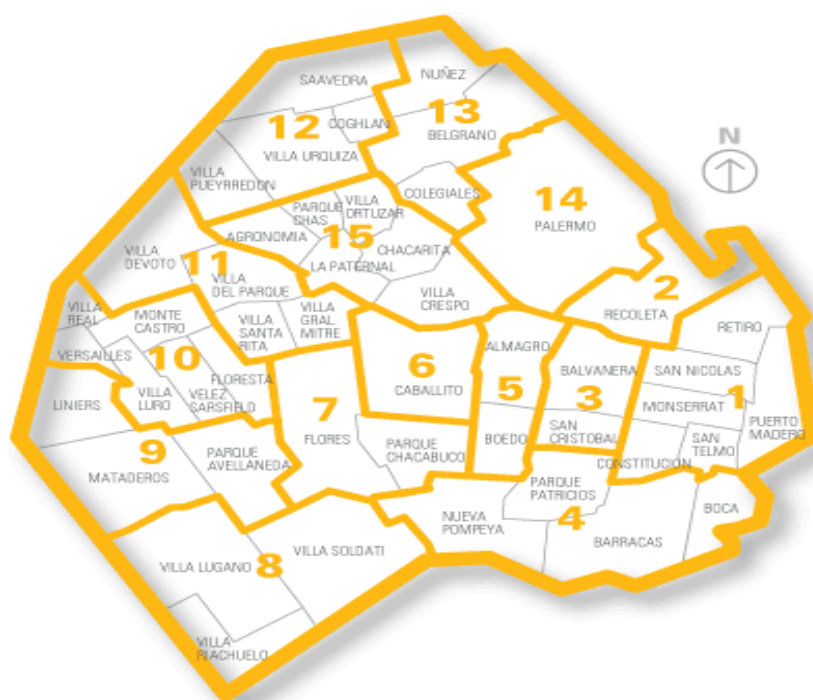 NUÑEZ
SAAVEDRA
13
COGHLAN
12
BELGRANO
N
VILLA URQUIZA
VILLA
PUEYRREDON
COLEGIALES
14
PALERMO
PARQUE
CHAS
VILLA
ORTUZAR
AGRONOMIA
15
CHACARITA
VILLA
DEVOTO
11
LA PATERNAL
VILLA
DEL PARQUE
2
RECOLETA
VILLA
CRESPO
VILLA
REAL
MONTE
CASTRO
VILLA
SANTA
RITA
VILLA
GRAL
MITRE
RETIRO
VERSAILLES
10
ALMAGRO
6
CABALLITO
BALVANERA
SAN NICOLAS
FLORESTA
VILLA
LURO
VELEZ
SARSFIELD
5
3
1
LINIERS
7
FLORES
MONSERRAT
PUERTO
MADERO
BOEDO
SAN
CRISTOBAL
SAN
TELMO
9
MATADEROS
PARQUE
AVELLANEDA
PARQUE
CHACABUCO
CONSTITUCION
PARQUE
PATRICIOS
BOCA
NUEVA
POMPEYA
4
BARRACAS
VILLA SOLDATI
VILLA LUGANO
8
VILLA
RIACHUELO